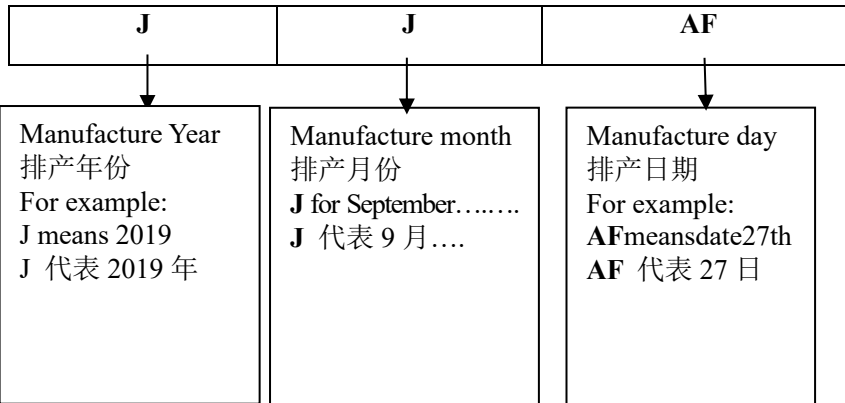 J J AF
Manufacture Year
排产年份
For example:
J means 2019
J 代表 2019 年
Manufacture month
排产月份
J for September…….
J 代表 9 月….
Manufacture day
排产日期
For example:
AFmeansdate27th
AF 代表 27 日